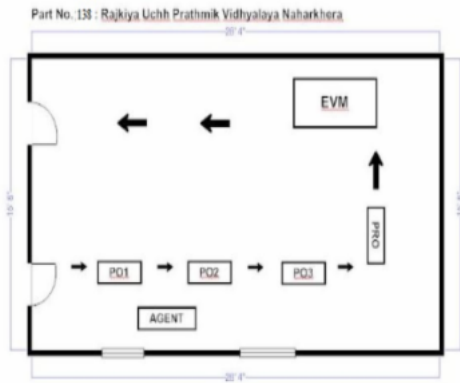 Part No. 138 : Rajkiya Uchh Prathmik Vidhyalaya Naharkhera
EVM
PRO
PO1
PO2
PO3
AGENT